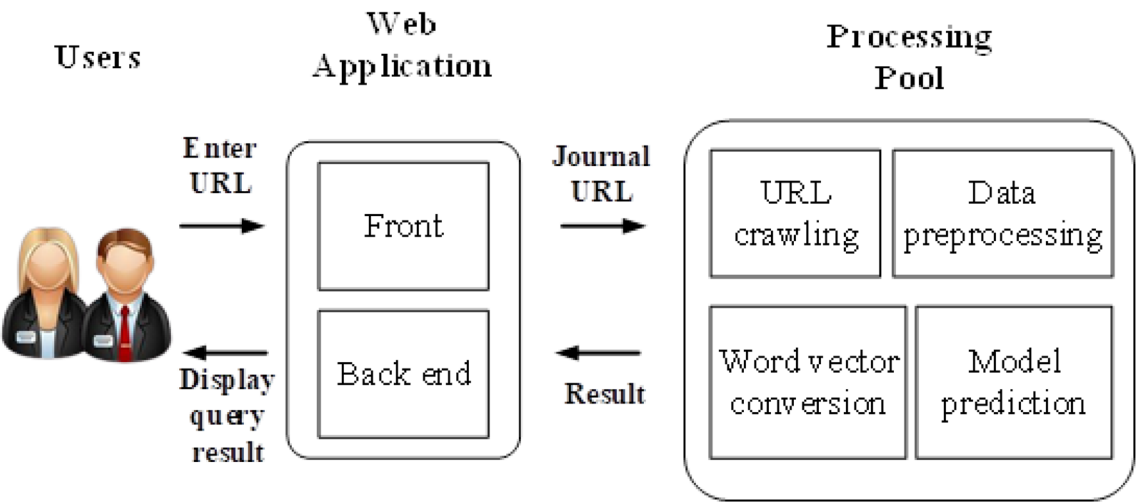 Users
Web
Application
Processing
Pool
Enter
URL
Journal
URL
Front
Back end
Display
query
result
Result
URL
crawling
Data
preprocessing
Word vector
conversion
Model
prediction